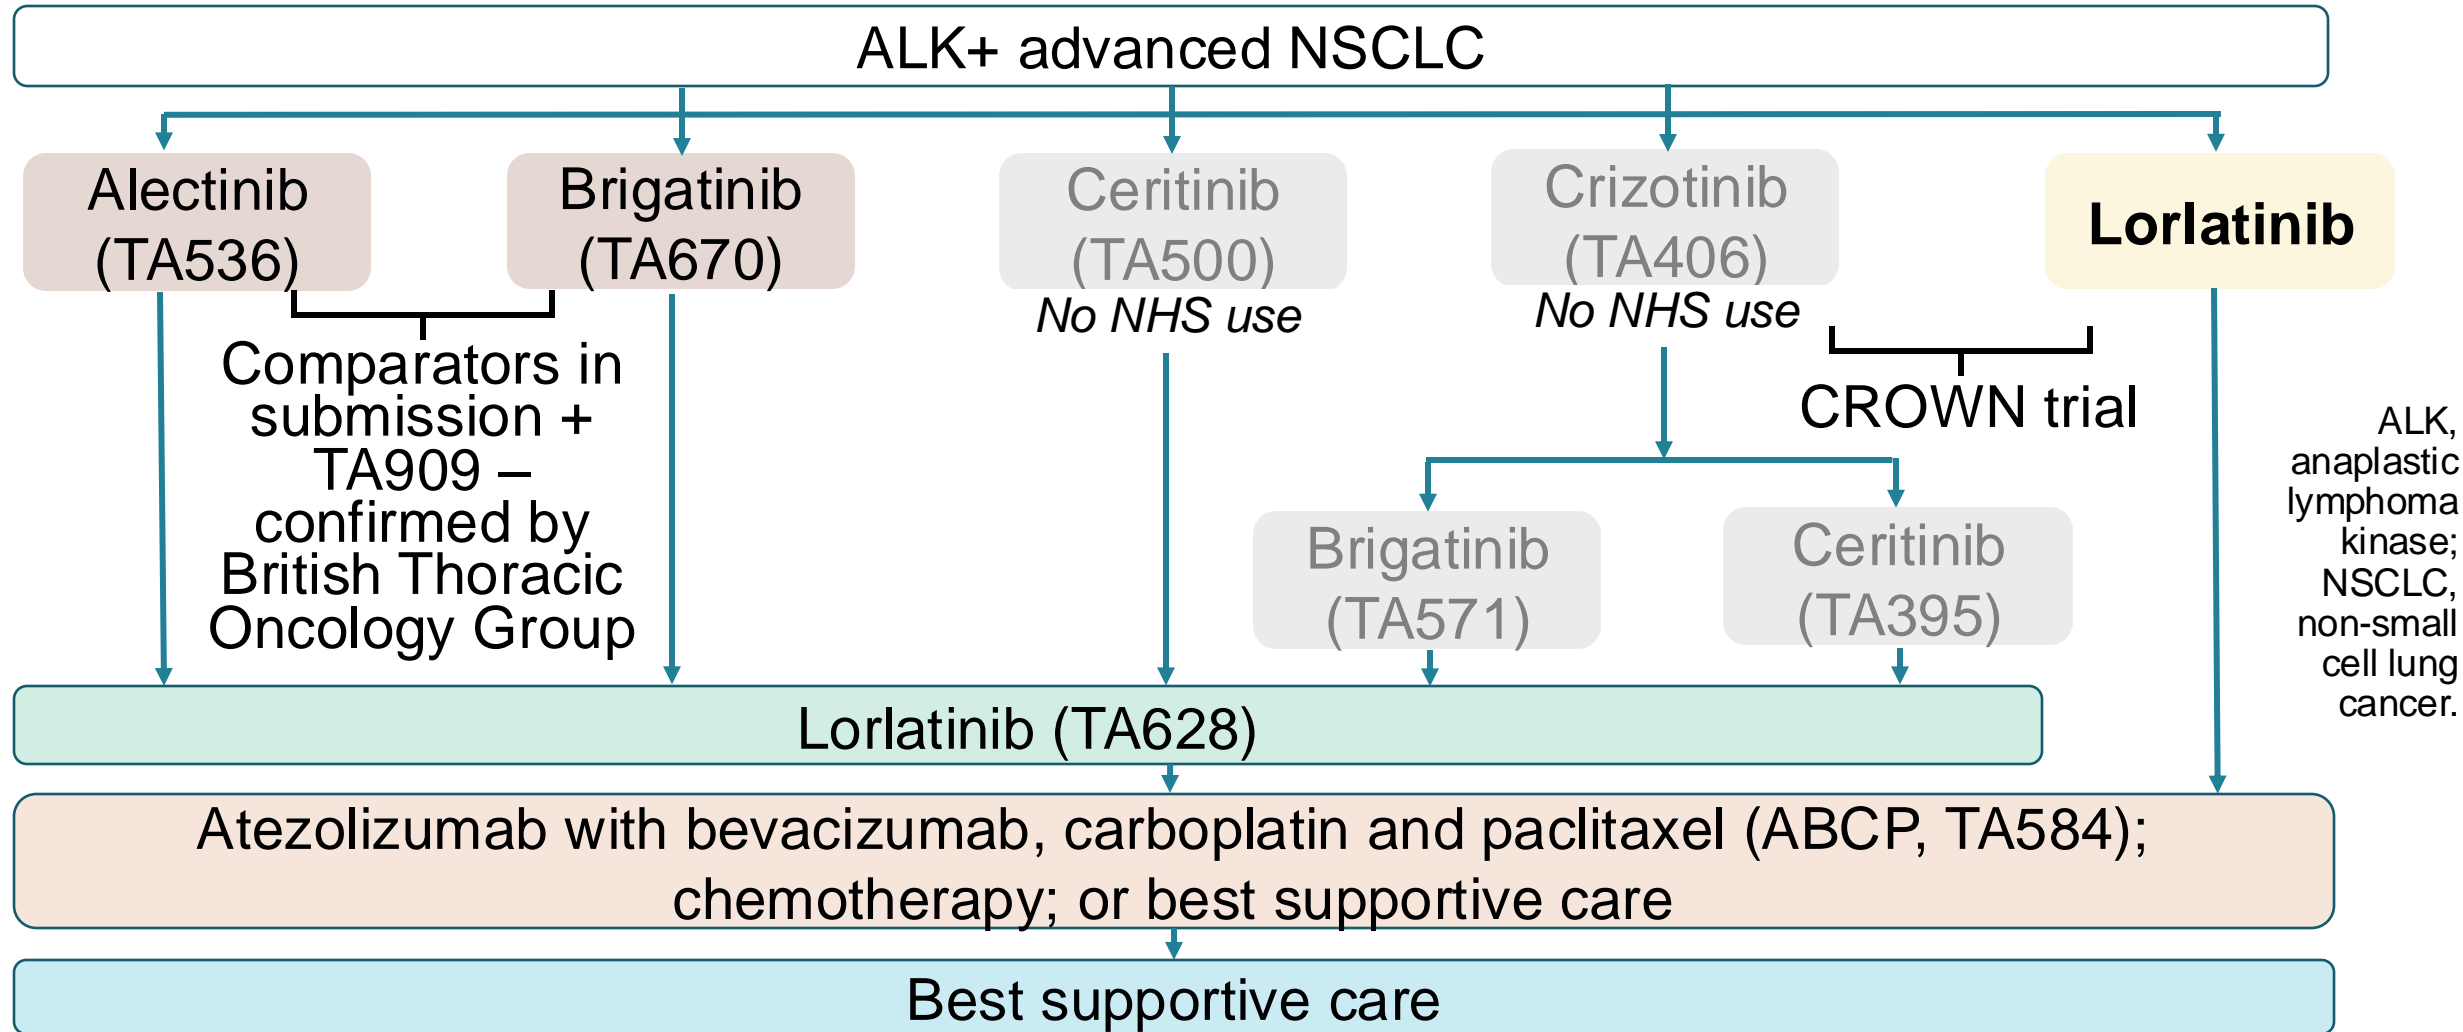 ALK+ advanced NSCLC
Alectinib
(TA536)
Brigatinib
(TA670)
Ceritinib
(TA500)
No NHS use
Crizotinib
(TA406)
No NHS use
Lorlatinib
Comparators in
submission +
TA909 –
confirmed by
British Thoracic
Oncology Group
CROWN trial
Brigatinib
(TA571)
Ceritinib
(TA395)
ALK,
anaplastic
lymphoma
kinase;
NSCLC,
non-small
cell lung
cancer.
Lorlatinib (TA628)
Atezolizumab with bevacizumab, carboplatin and paclitaxel (ABCP, TA584);
chemotherapy; or best supportive care
Best supportive care